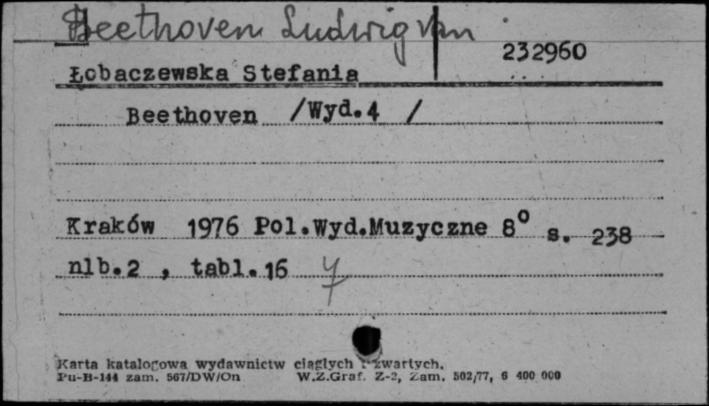 Beethoven Ludwig van
232960
Łobaczewska Stefania
Beethoven /Wyd.4 /
Kraków 1976 Pol.Wyd.Muzyczne 8° s. 238
nlb.2 , tabl.16
Karta katalogowa wydawnictw ciągłych i zwartych.
Pu-B-144 zam. 567/DW/On W.Z.Graf. Z-2, Zam. 502/77, 6 400 000